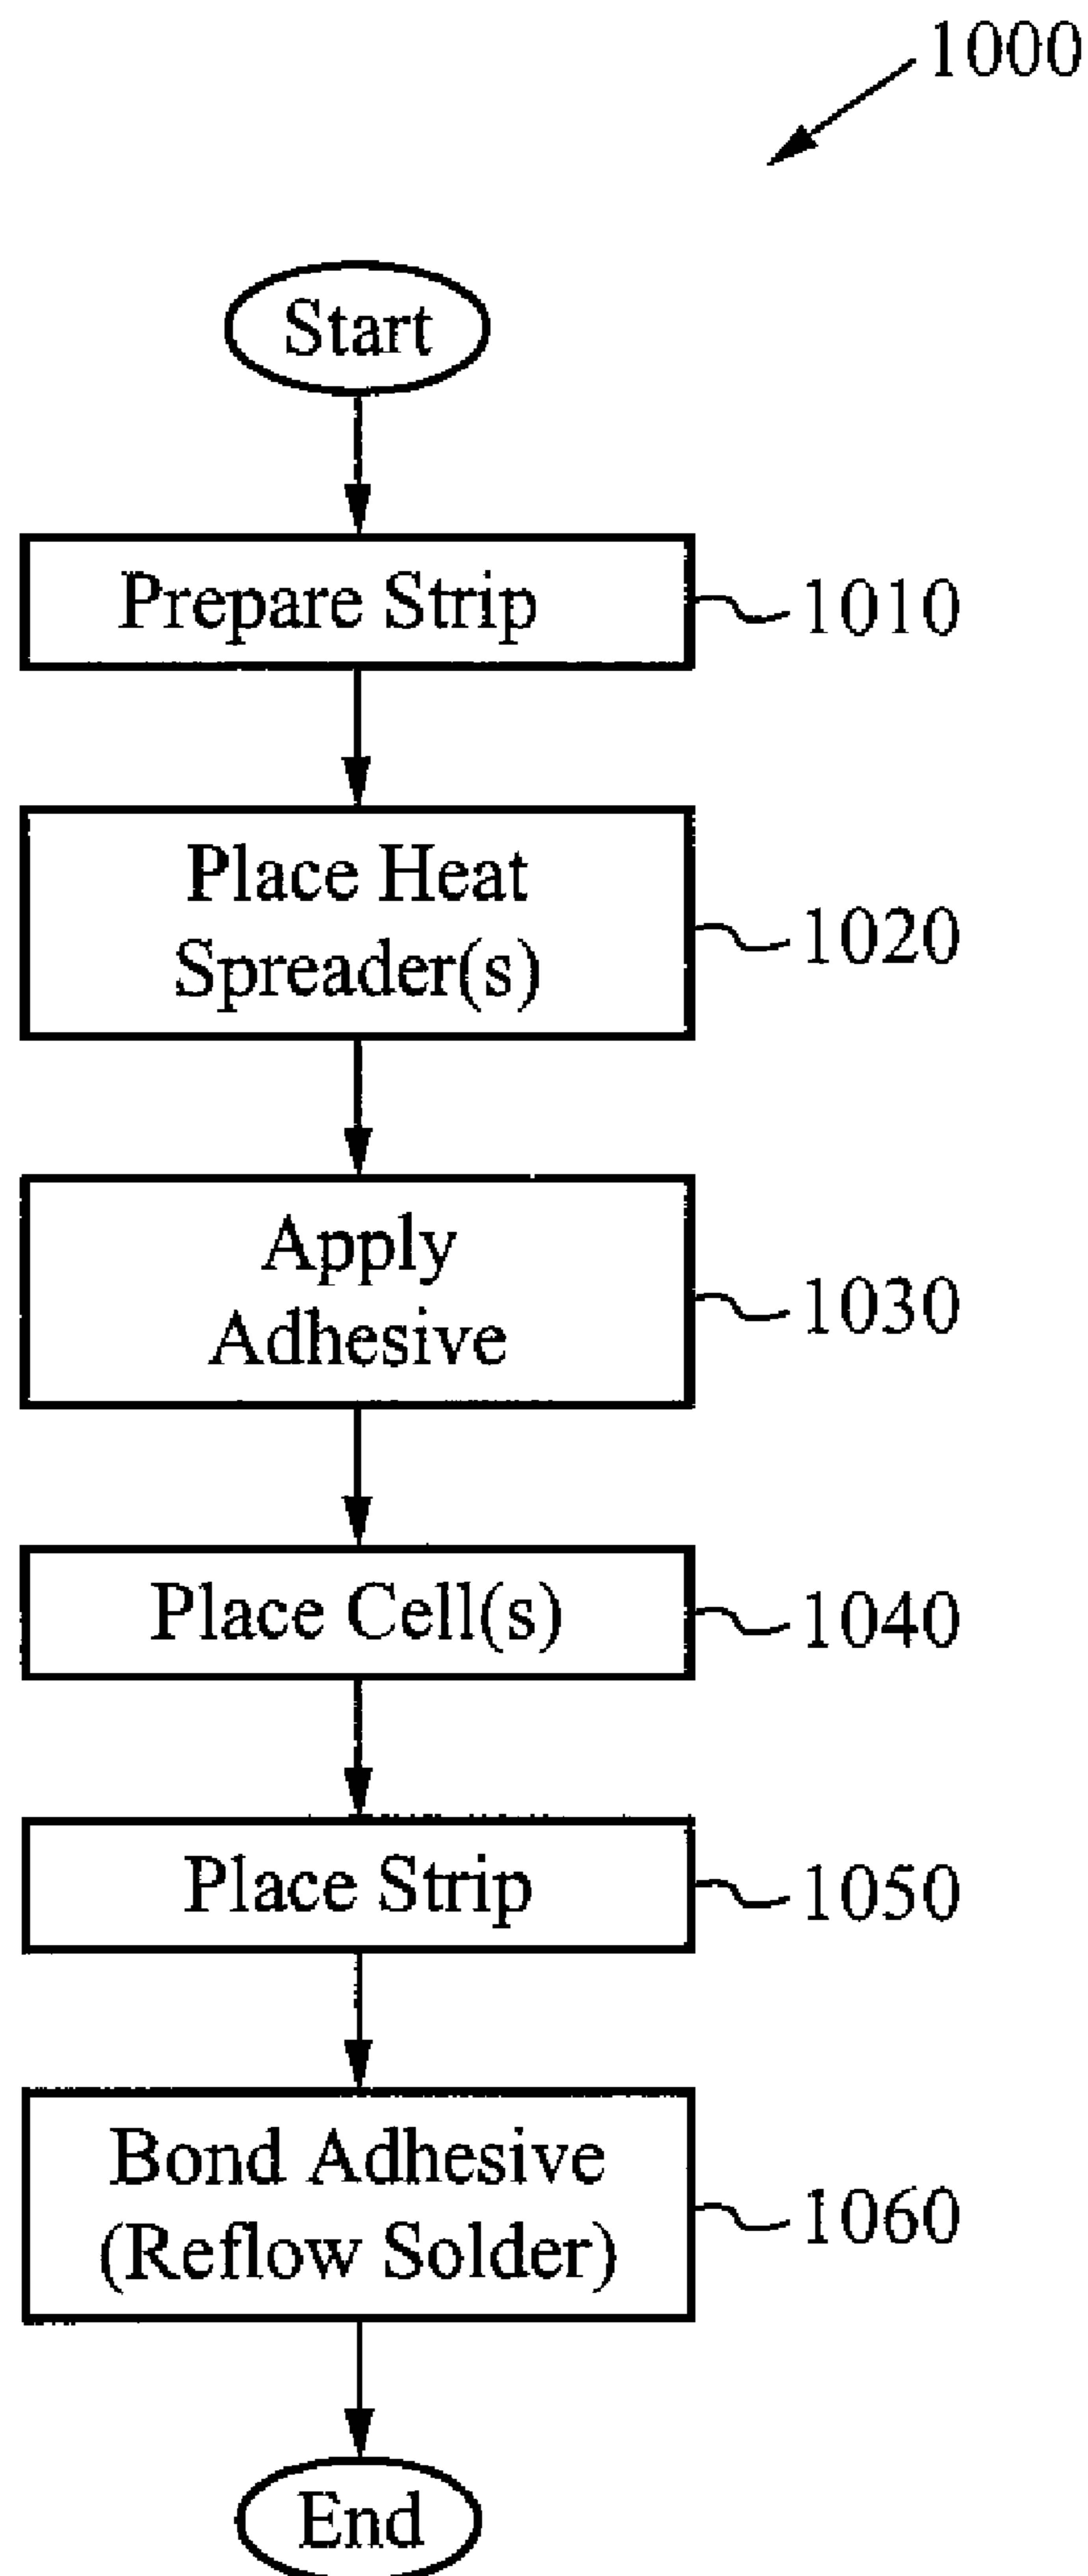 1000
Start
Prepare Strip
1010
Place Heat
Spreader(s)
1020
Apply
Adhesive
1030
Place Cell(s)
1040
Place Strip
1050
Bond Adhesive
(Reflow Solder)
1060
End